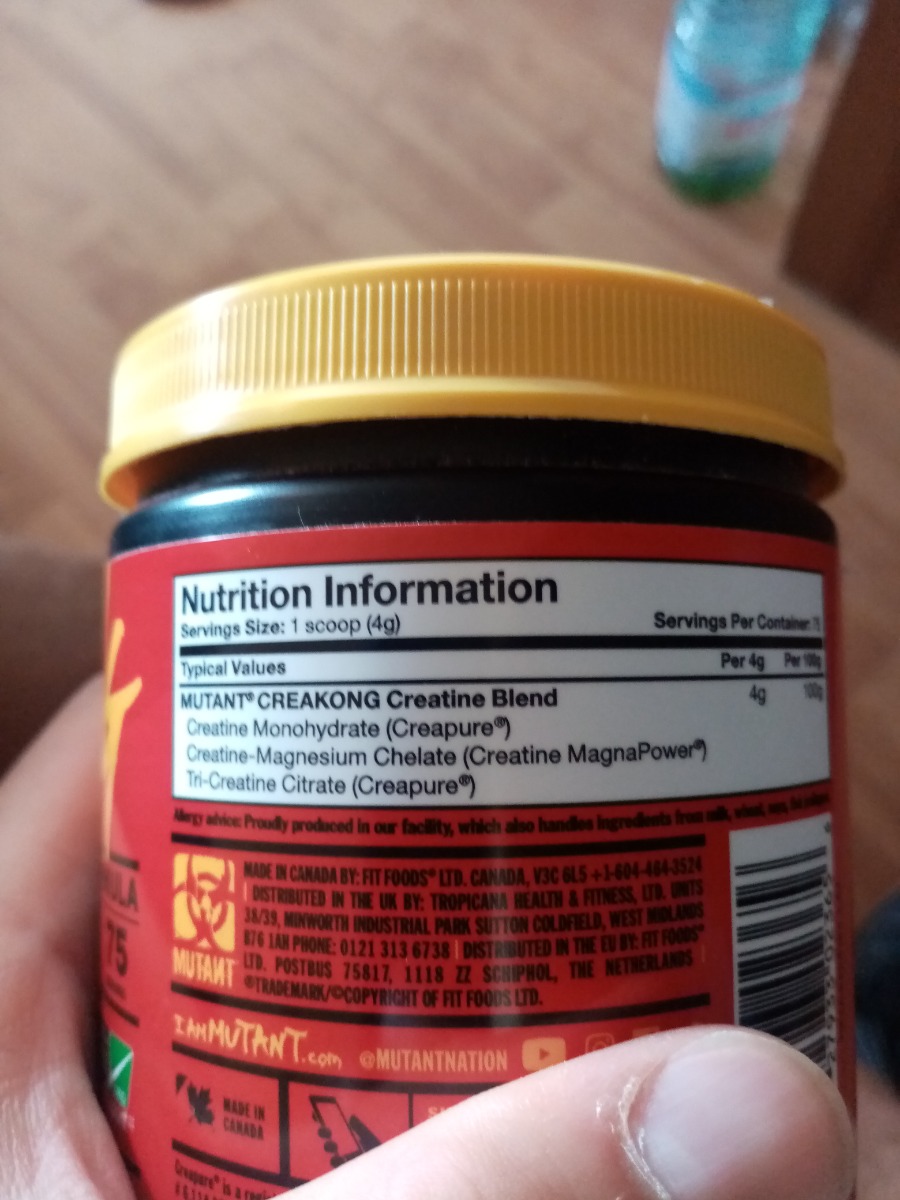 Nutrition Information
Servings Size: 1 scoop (4g)
Servings Per Container:
Typical Values Per 4g Per 100g
MUTANT® CREAKONG Creatine Blend 4g 100g
Creatine Monohydrate (Creapure®)
Creatine-Magnesium Chelate (Creatine MagnaPower®)
Tri-Creatine Citrate (Creapure®)
Allergy advice: Proudly produced in our facility, which also handles ingredients from milk, wheat,
MADE IN CANADA BY: FIT FOODS® LTD. CANADA, V3C 6L5 +1-604-464-3524
| DISTRIBUTED IN THE UK BY: TROPICANA HEALTH & FITNESS, LTD. UNITS
38/39, MINWORTH INDUSTRIAL PARK SUTTON COLDFIELD, WEST MIDLANDS
B76 1AH PHONE: 0121 313 6738 | DISTRIBUTED IN THE EU BY: FIT FOODS®
LTD. POSTBUS 75817, 1118 ZZ SCHIPHOL, THE NETHERLANDS |
®TRADEMARK/©COPYRIGHT OF FIT FOODS LTD.
MUTANT
IAMMUTANT.com @MUTANTNATION
MADE IN
CANADA
75
Creapure® is a